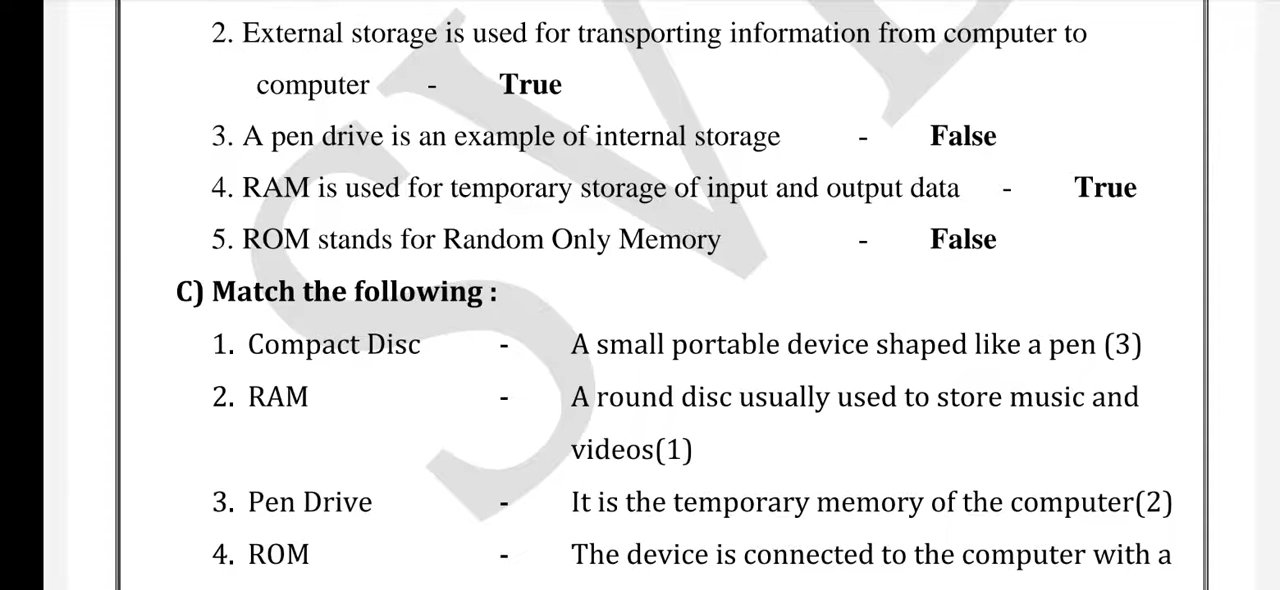 2. External storage is used for transporting information from computer to
computer - True
3. A pen drive is an example of internal storage - False
4. RAM is used for temporary storage of input and output data - True
5. ROM stands for Random Only Memory - False
C) Match the following :
1. Compact Disc - A small portable device shaped like a pen (3)
2. RAM - A round disc usually used to store music and
videos(1)
3. Pen Drive - It is the temporary memory of the computer(2)
4. ROM - The device is connected to the computer with a